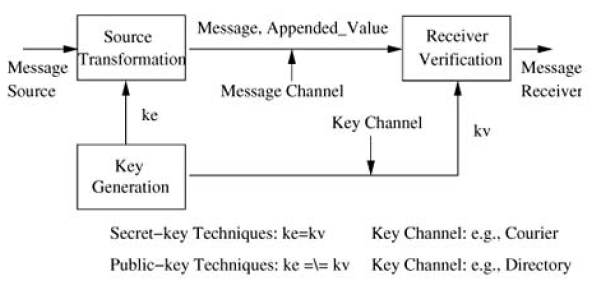 Message
Source
Source
Transformation
Message, Appended_Value
Message Channel
Receiver
Verification
Message
Receiver
ke
Key Channel
kv
Key
Generation
Secret-key Techniques: ke=kv
Key Channel: e.g., Courier
Public-key Techniques: ke =\= kv
Key Channel: e.g., Directory